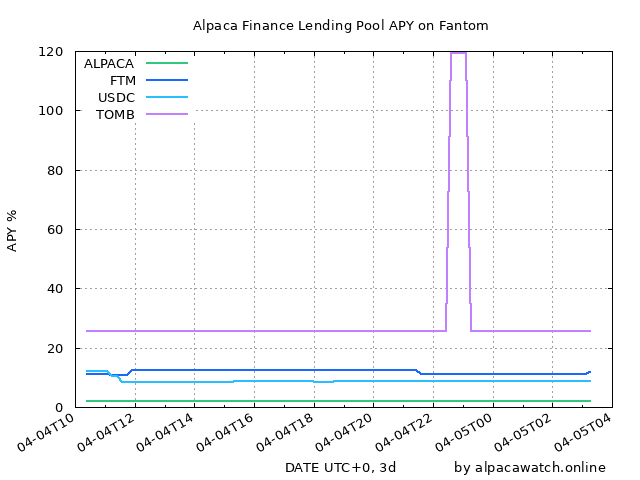 Alpaca Finance Lending Pool APY on Fantom
120
100
80
60
40
20
0
APY %
ALPACA
FTM
USDC
TOMB
04-04T10
04-04T12
04-04T14
04-04T16
04-04T18
04-04T20
04-04T22
04-05T00
04-05T02
04-05T04
DATE UTC+0, 3d
by alpacawatch.online